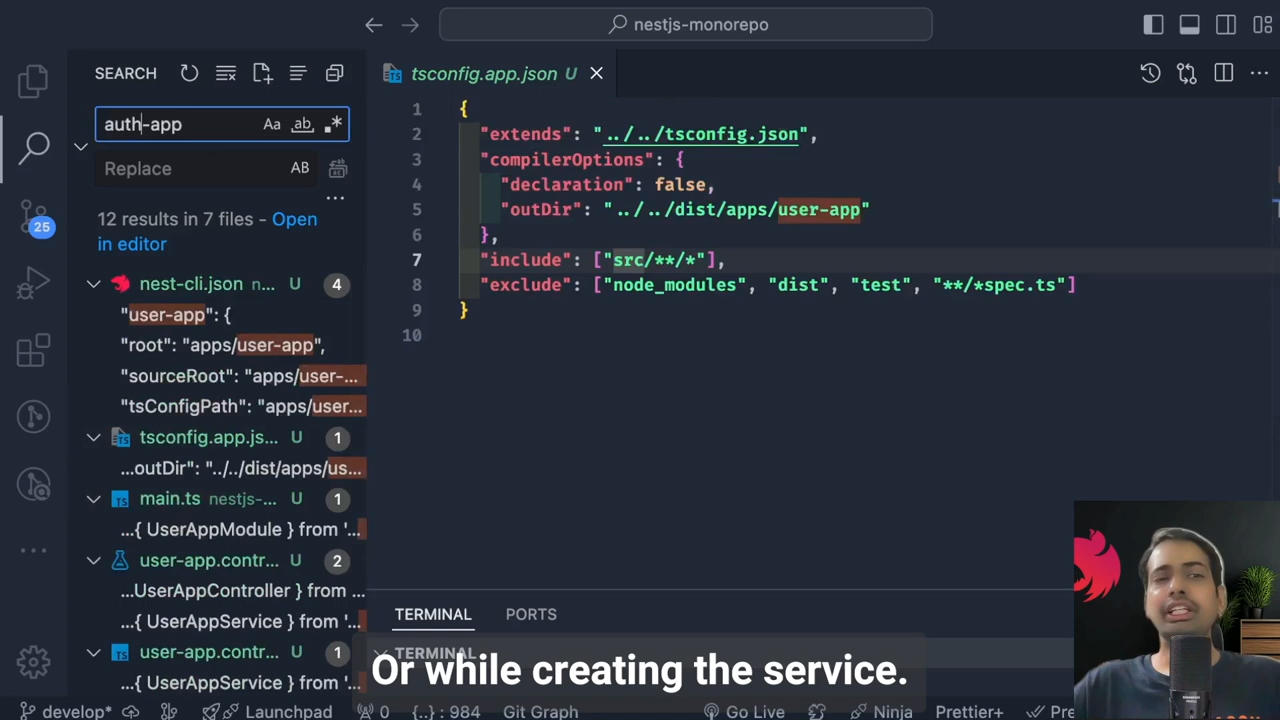 nestjs-monorepo
SEARCH
auth-app
Aa ab .*
Replace
AB
...
12 results in 7 files - Open
in editor
nest-cli.json n... U 4
"user-app": {
"root": "apps/user-app",
"sourceRoot": "apps/user-...
"tsConfigPath": "apps/user...
tsconfig.app.js... U 1
...outDir": "../../dist/apps/us...
main.ts nestjs-... U 1
...{ UserAppModule } from '...
user-app.contr... U 2
...UserAppController } from ...
...{ UserAppService } from '...
user-app.contr... U 1
...{ UserAppService } from '...
tsconfig.app.json U
1 {
2 "extends": "../../tsconfig.json",
3 "compilerOptions": {
4 "declaration": false,
5 "outDir": "../../dist/apps/user-app"
6 },
7 "include": ["src/**/*"],
8 "exclude": ["node_modules", "dist", "test", "**/*spec.ts"]
9 }
10
TERMINAL PORTS
TERMINAL
Or while creating the service.
25
develop* Launchpad 0 {..} : 984 Git Graph Go Live Ninja Prettier+ Pre